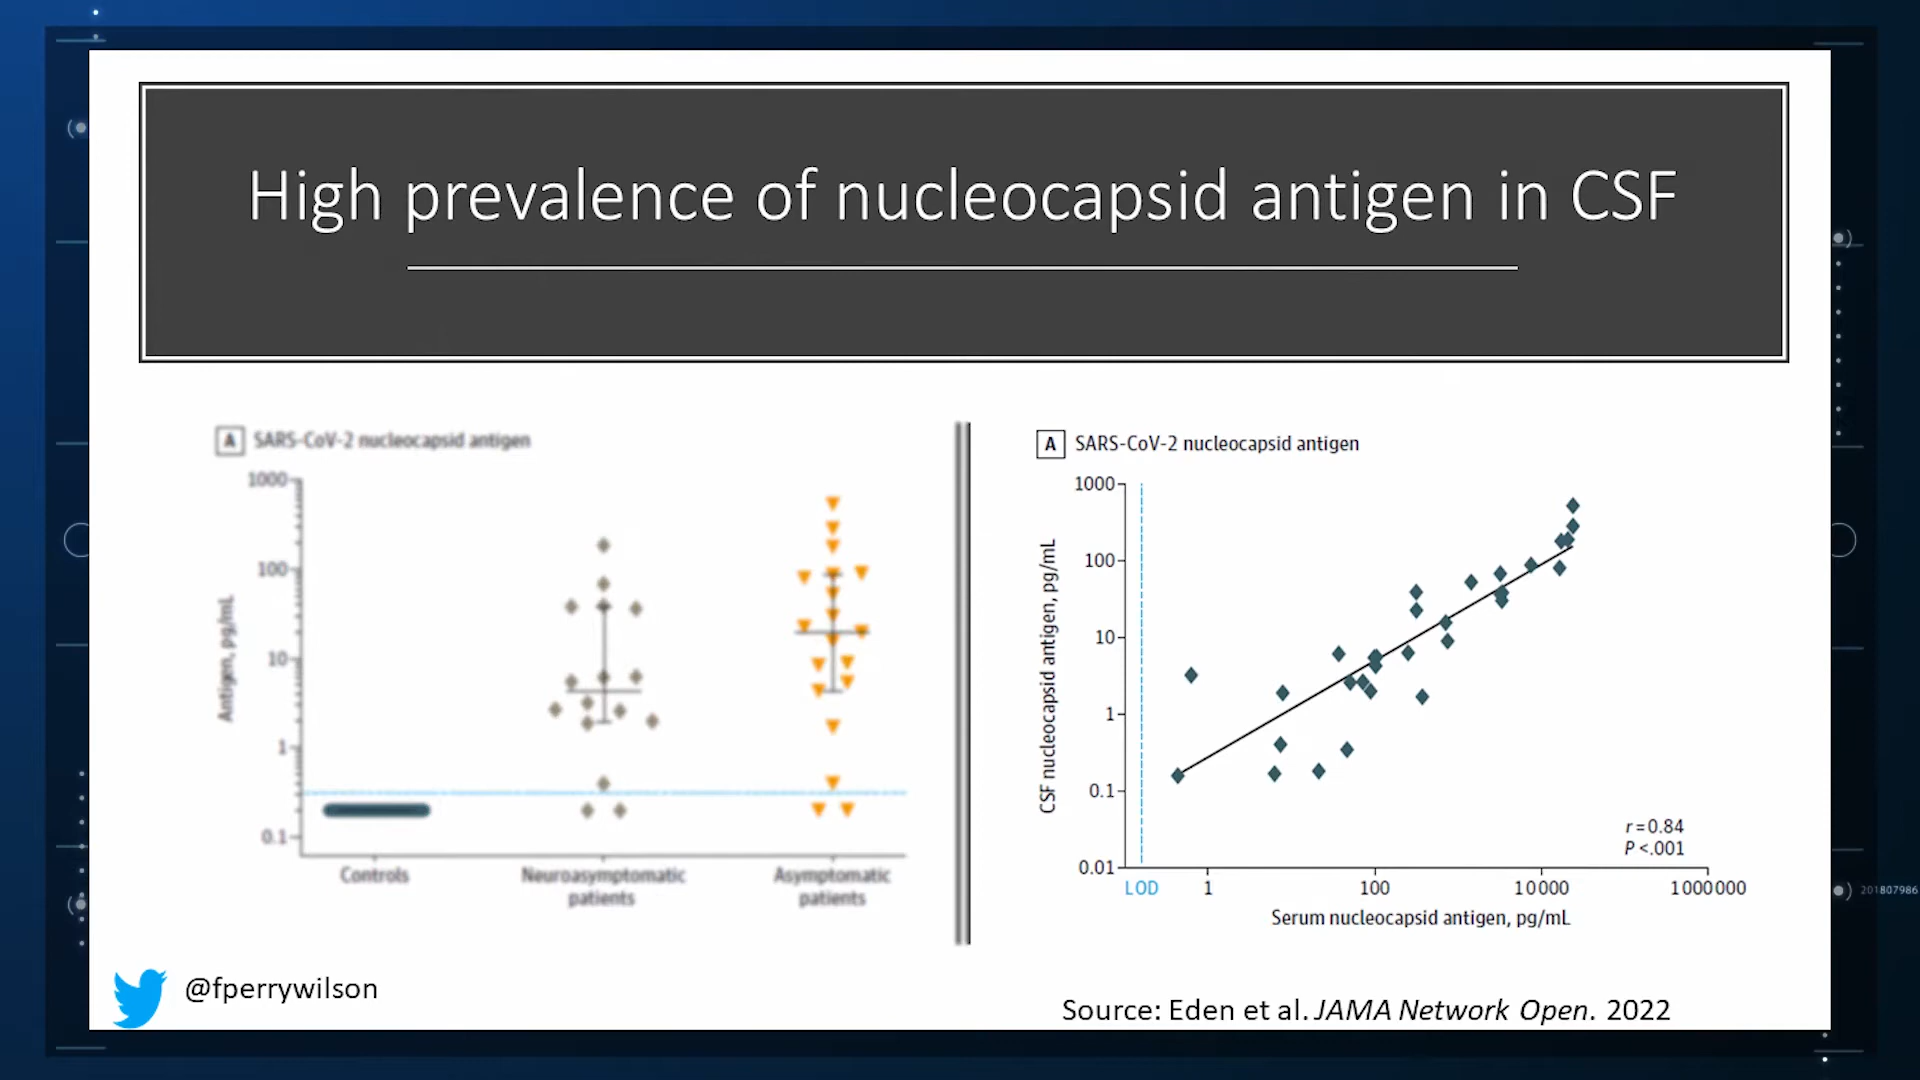 High prevalence of nucleocapsid antigen in CSF
A SARS-CoV-2 nucleocapsid antigen
1000
100
10
1
0.1
Antigen, pg/mL
Controls
Neuroasymptomatic
patients
Asymptomatic
patients
A SARS-CoV-2 nucleocapsid antigen
1000
100
10
1
0.1
0.01
CSF nucleocapsid antigen, pg/mL
r=0.84
P <.001
LOD 1 100 10000 1000000
Serum nucleocapsid antigen, pg/mL
@fperrywilson
Source: Eden et al. JAMA Network Open. 2022
201807986